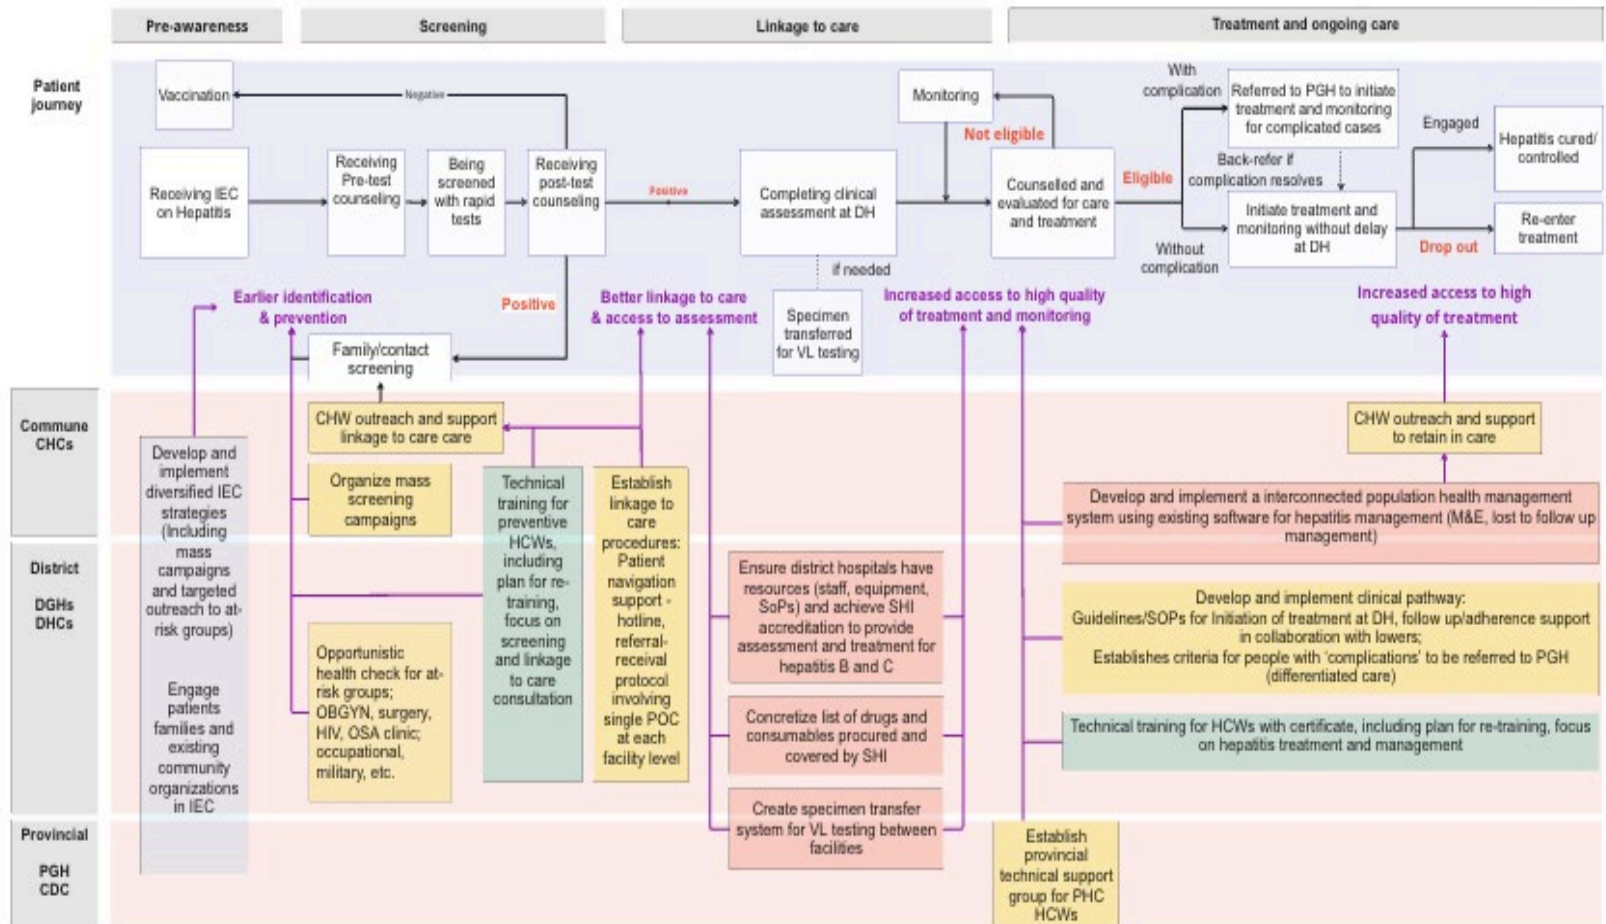 Pre-awareness
Screening
Linkage to care
Treatment and ongoing care
Patient
journey
Vaccination
Negative
Monitoring
Not eligible
With
complication
Referred to PGH to initiate
treatment and monitoring
for complicated cases
Engaged
Hepatitis cured/
controlled
Receiving IEC
on Hepatitis
Receiving
Pre-test
counseling
Being
screened
with rapid
tests
Receiving
post-test
counseling
Positive
Completing clinical
assessment at DH
Counselled and
evaluated for care
and treatment
Eligible
Back-refer if
complication resolves
Without
complication
Initiate treatment and
monitoring without delay
at DH
Drop out
Re-enter
treatment
if needed
Specimen
transferred
for VL testing
Earlier identification
& prevention
Positive
Better linkage to care
& access to assessment
Increased access to high quality
of treatment and monitoring
Increased access to high
quality of treatment
Family/contact
screening
Commune
CHCs
CHW outreach and support
linkage to care care
CHW outreach and support
to retain in care
Develop and
implement
diversified IEC
strategies
(Including
mass
campaigns
and targeted
outreach to at-
risk groups)
Engage
patients
families and
existing
community
organizations
in IEC
Organize mass
screening
campaigns
Technical
training for
preventive
HCWs,
including
plan for re-
training,
focus on
screening
and linkage
to care
consultation
Establish
linkage to
care
procedures:
Patient
navigation
support -
hotline,
referral-
receival
protocol
involving
single POC
at each
facility level
Develop and implement a interconnected population health management
system using existing software for hepatitis management (M&E, lost to follow up
management)
District
DGHs
DHCs
Opportunistic
health check for at-
risk groups;
OBGYN, surgery,
HIV, OSA clinic;
occupational,
military, etc.
Ensure district hospitals have
resources (staff, equipment,
SoPs) and achieve SHI
accreditation to provide
assessment and treatment for
hepatitis B and C
Concretize list of drugs and
consumables procured and
covered by SHI
Create specimen transfer
system for VL testing between
facilities
Develop and implement clinical pathway:
Guidelines/SOPs for Initiation of treatment at DH, follow up/adherence support
in collaboration with lowers;
Establishes criteria for people with ‘complications’ to be referred to PGH
(differentiated care)
Technical training for HCWs with certificate, including plan for re-training, focus
on hepatitis treatment and management
Provincial
PGH
CDC
Establish
provincial
technical support
group for PHC
HCWs